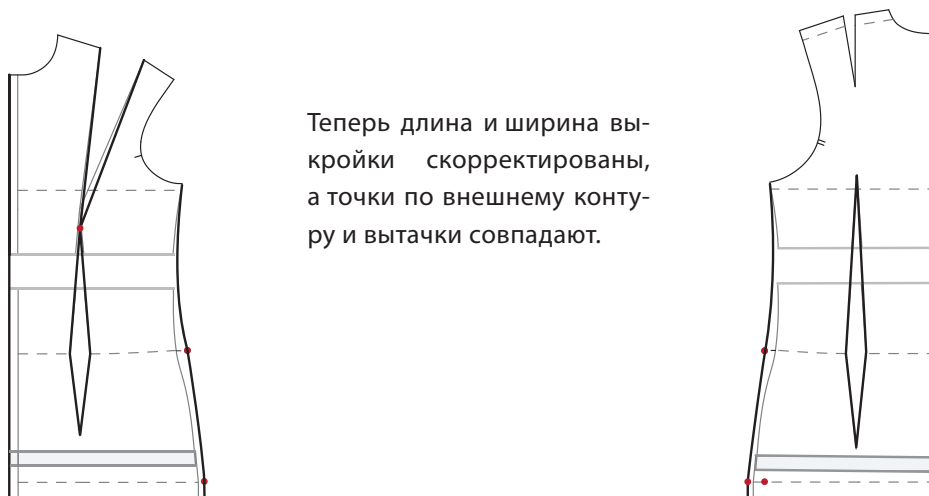 Теперь длина и ширина вы-
кройки скорректированы,
а точки по внешнему конту-
ру и вытачки совпадают.